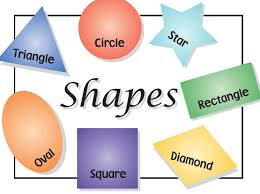 Triangle
Circle
Star
Shapes
Rectangle
Oval
Square
Diamond